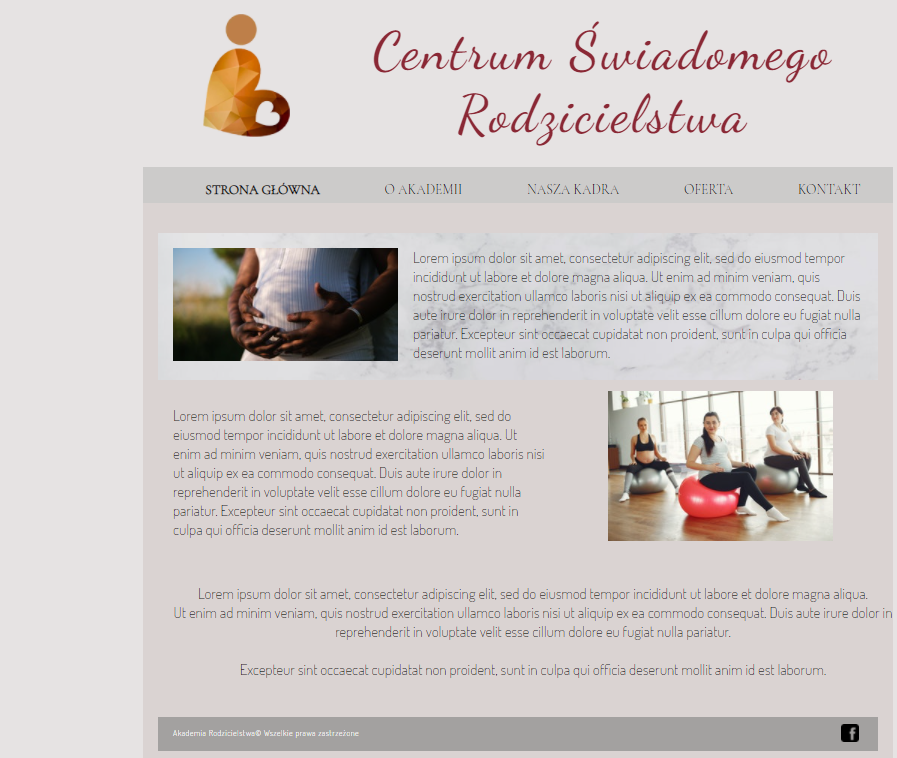 Centrum Świadomego
Rodzicielstwa
STRONA GŁÓWNA O AKADEMII NASZA KADRA OFERTA KONTAKT
Lorem ipsum dolor sit amet, consectetur adipiscing elit, sed do eiusmod tempor
incididunt ut labore et dolore magna aliqua. Ut enim ad minim veniam, quis
nostrud exercitation ullamco laboris nisi ut aliquip ex ea commodo consequat. Duis
aute irure dolor in reprehenderit in voluptate velit esse cillum dolore eu fugiat nulla
pariatur. Excepteur sint occaecat cupidatat non proident, sunt in culpa qui officia
deserunt mollit anim id est laborum.
Lorem ipsum dolor sit amet, consectetur adipiscing elit, sed do
eiusmod tempor incididunt ut labore et dolore magna aliqua. Ut
enim ad minim veniam, quis nostrud exercitation ullamco laboris nisi
ut aliquip ex ea commodo consequat. Duis aute irure dolor in
reprehenderit in voluptate velit esse cillum dolore eu fugiat nulla
pariatur. Excepteur sint occaecat cupidatat non proident, sunt in
culpa qui officia deserunt mollit anim id est laborum.
Lorem ipsum dolor sit amet, consectetur adipiscing elit, sed do eiusmod tempor incididunt ut labore et dolore magna aliqua.
Ut enim ad minim veniam, quis nostrud exercitation ullamco laboris nisi ut aliquip ex ea commodo consequat. Duis aute irure dolor in
reprehenderit in voluptate velit esse cillum dolore eu fugiat nulla pariatur.
Excepteur sint occaecat cupidatat non proident, sunt in culpa qui officia deserunt mollit anim id est laborum.
Akademia Rodzicielstwa© Wszelkie prawa zastrzeżone
f